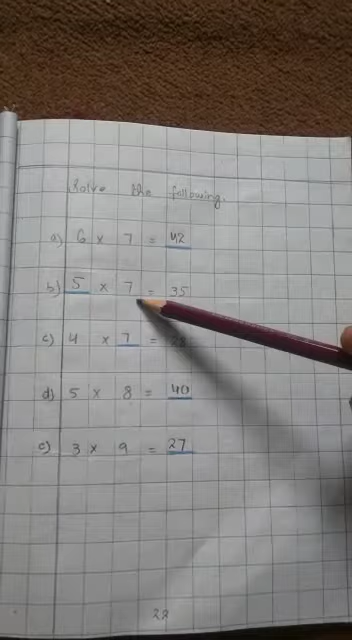 Solve the following.
a) 6 × 7 = 42
b) 5 × 7 = 35
c) 4 × 7 = 28
d) 5 × 8 = 40
e) 3 × 9 = 27
22